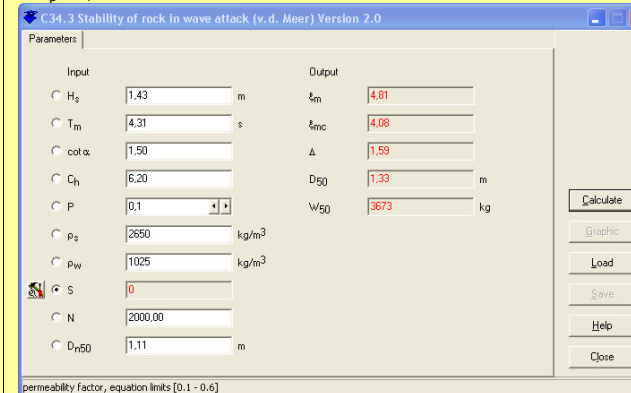 C34.3 Stability of rock in wave attack (v.d. Meer) Version 2.0
Parameters
Input Output
Hs 1,43 m ξm 4,81
Tm 4,31 s ξmc 4,08
cot α 1,50 Δ 1,59
Ch 6,20 D50 1,33 m
P 0,1 W50 3673 kg
ρs 2650 kg/m3
ρw 1025 kg/m3
S 0
N 2000,00
Dn50 1,11 m
Calculate
Graphic
Load
Save
Help
Close
permeability factor, equation limits [0.1 - 0.6]